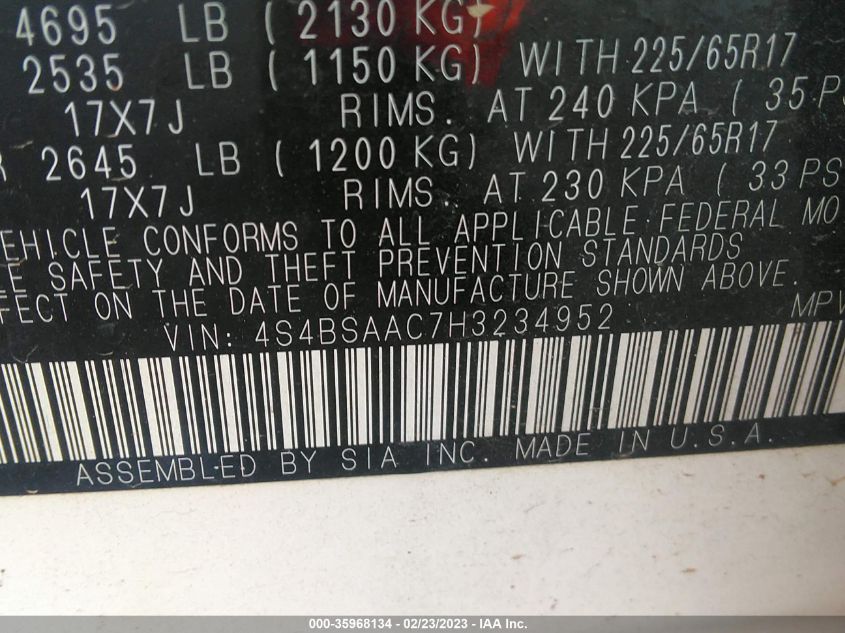 4695 LB ( 2130 KG)
2535 LB ( 1150 KG) WITH 225/65R17
17X7J RIMS. AT 240 KPA ( 35 PS
R 2645 LB ( 1200 KG) WITH 225/65R17
17X7J RIMS. AT 230 KPA ( 33 PS
EHICLE CONFORMS TO ALL APPLICABLE FEDERAL MO
E SAFETY AND THEFT PREVENTION STANDARDS
FECT ON THE DATE OF MANUFACTURE SHOWN ABOVE.
VIN: 4S4BSAAC7H3234952 MPV
ASSEMBLED BY SIA INC. MADE IN U.S.A.
000-35968134 - 02/23/2023 - IAA Inc.